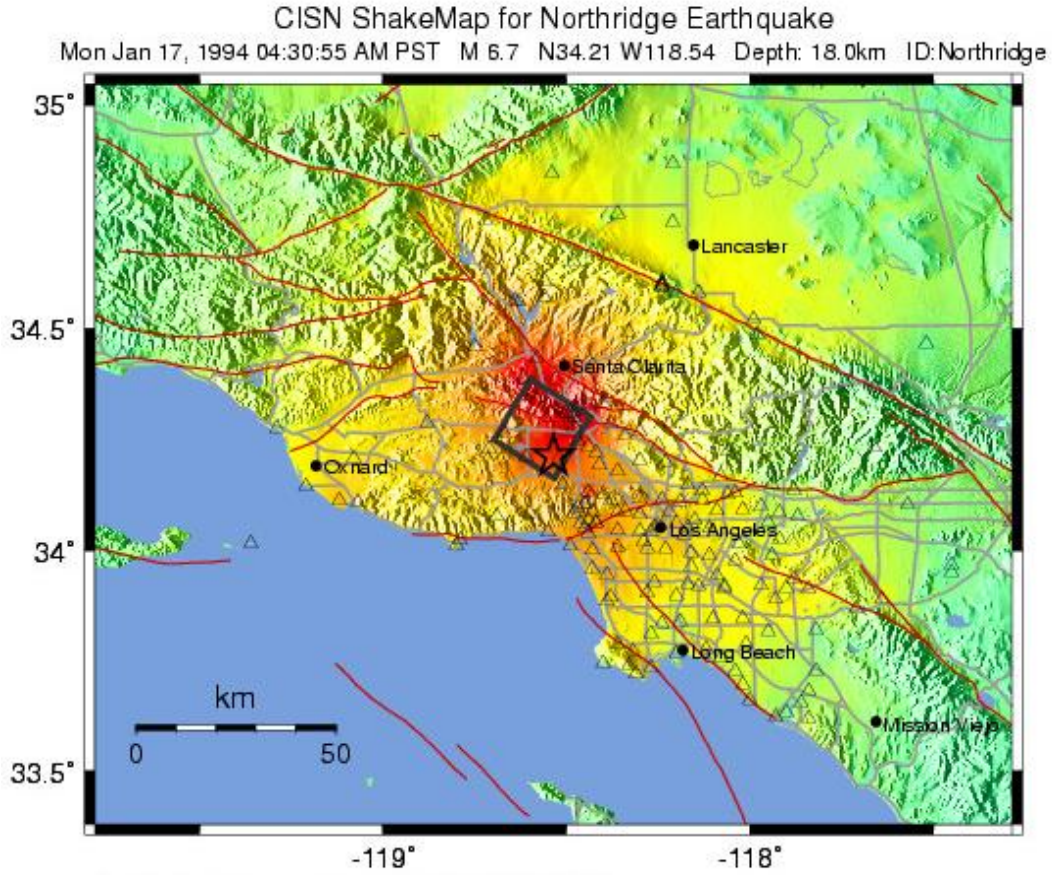 CISN ShakeMap for Northridge Earthquake
Mon Jan 17, 1994 04:30:55 AM PST M 6.7 N34.21 W118.54 Depth: 18.0km ID:Northridge
35°
Lancaster
34.5°
Santa Clarita
Oxnard
Los Angeles
34°
Long Beach
km
0 50
Mission Viejo
33.5°
-119° -118°